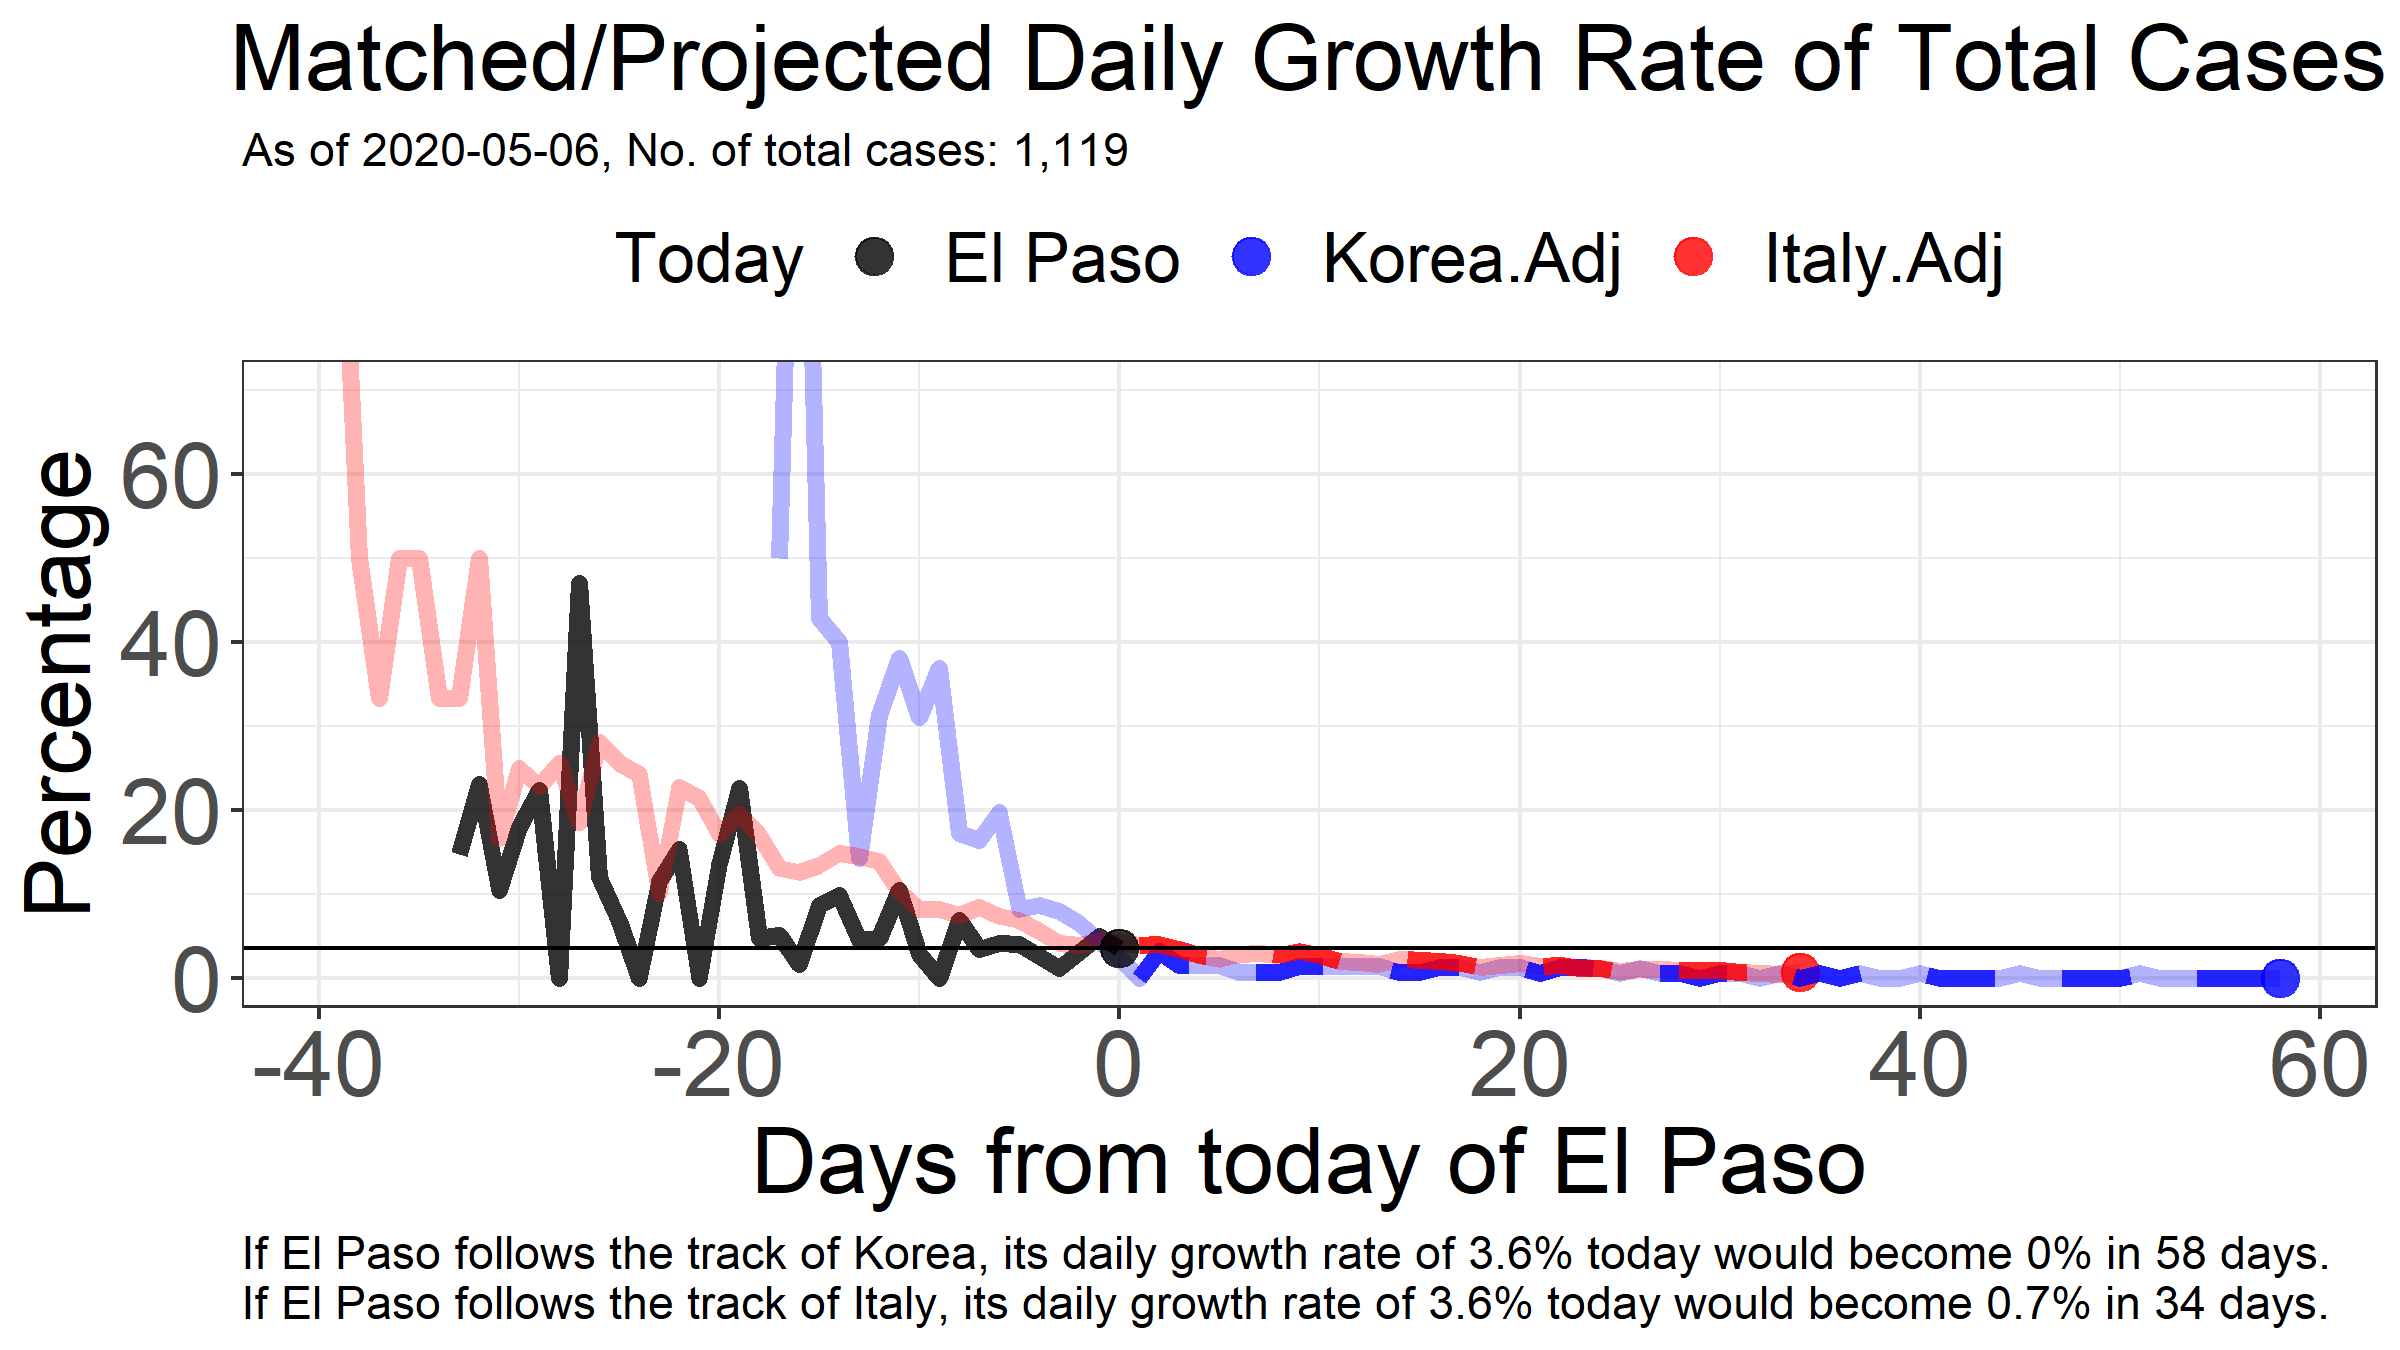 Matched/Projected Daily Growth Rate of Total Cases
As of 2020-05-06, No. of total cases: 1,119
Today El Paso Korea.Adj Italy.Adj
Percentage
60
40
20
0
-40 -20 0 20 40 60
Days from today of El Paso
If El Paso follows the track of Korea, its daily growth rate of 3.6% today would become 0% in 58 days.
If El Paso follows the track of Italy, its daily growth rate of 3.6% today would become 0.7% in 34 days.